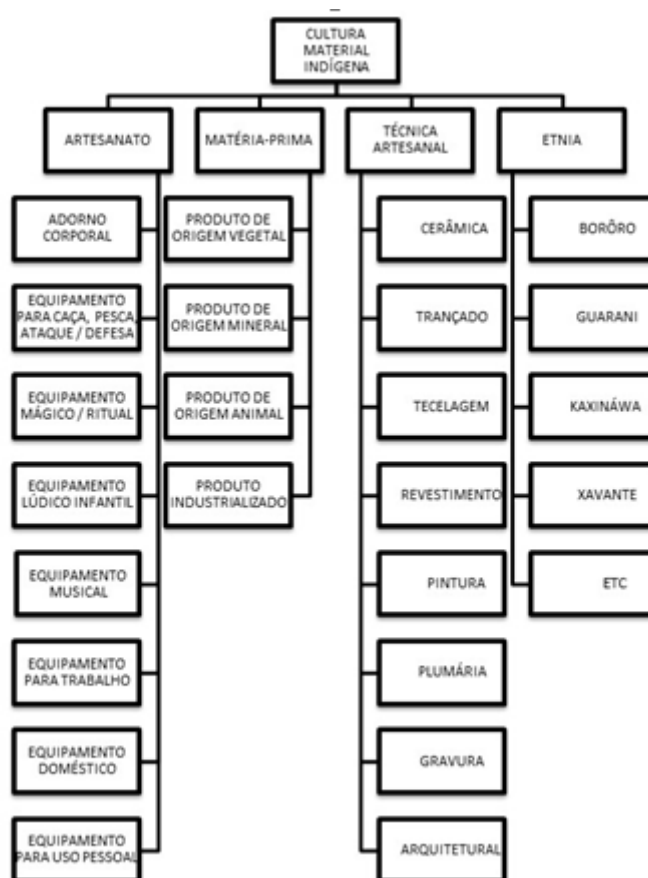 CULTURA
MATERIAL
INDÍGENA
ARTESANATO
MATÉRIA-PRIMA
TÉCNICA
ARTESANAL
ETNIA
ADORNO
CORPORAL
EQUIPAMENTO
PARA CAÇA, PESCA,
ATAQUE / DEFESA
EQUIPAMENTO
MÁGICO / RITUAL
EQUIPAMENTO
LÚDICO INFANTIL
EQUIPAMENTO
MUSICAL
EQUIPAMENTO
PARA TRABALHO
EQUIPAMENTO
DOMÉSTICO
EQUIPAMENTO
PARA USO PESSOAL
PRODUTO DE
ORIGEM VEGETAL
PRODUTO DE
ORIGEM MINERAL
PRODUTO DE
ORIGEM ANIMAL
PRODUTO
INDUSTRIALIZADO
CERÂMICA
TRANÇADO
TECELAGEM
REVESTIMENTO
PINTURA
PLUMÁRIA
GRAVURA
ARQUITETURAL
BORÔRO
GUARANI
KAXINÁWA
XAVANTE
ETC